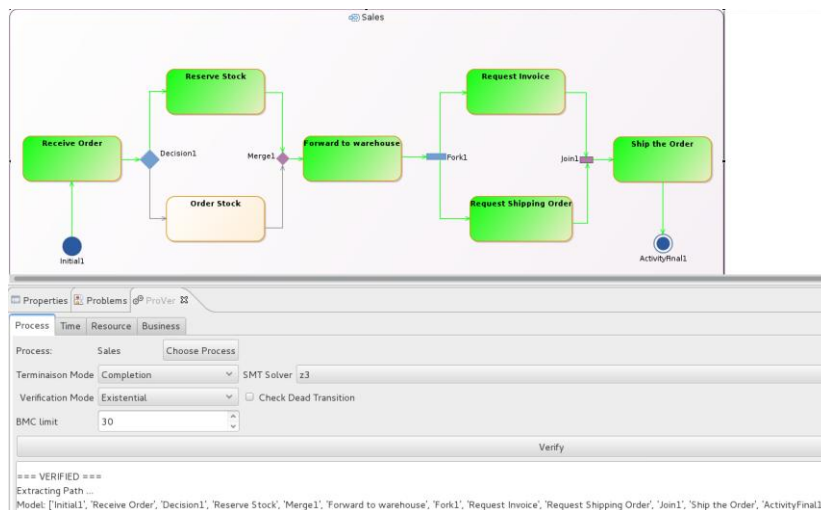 Sales
Reserve Stock
Request Invoice
Receive Order
Decision1
Merge1
Forward to warehouse
Fork1
Join1
Ship the Order
Order Stock
Request Shipping Order
Initial1
ActivityFinal1
Properties Problems ProVer
Process Time Resource Business
Process: Sales Choose Process
Terminaison Mode Completion SMT Solver z3
Verification Mode Existential Check Dead Transition
BMC limit 30
Verify
=== VERIFIED ===
Extracting Path ...
Model: ['Initial1', 'Receive Order', 'Decision1', 'Reserve Stock', 'Merge1', 'Forward to warehouse', 'Fork1', 'Request Invoice', 'Request Shipping Order', 'Join1', 'Ship the Order', 'ActivityFinal1